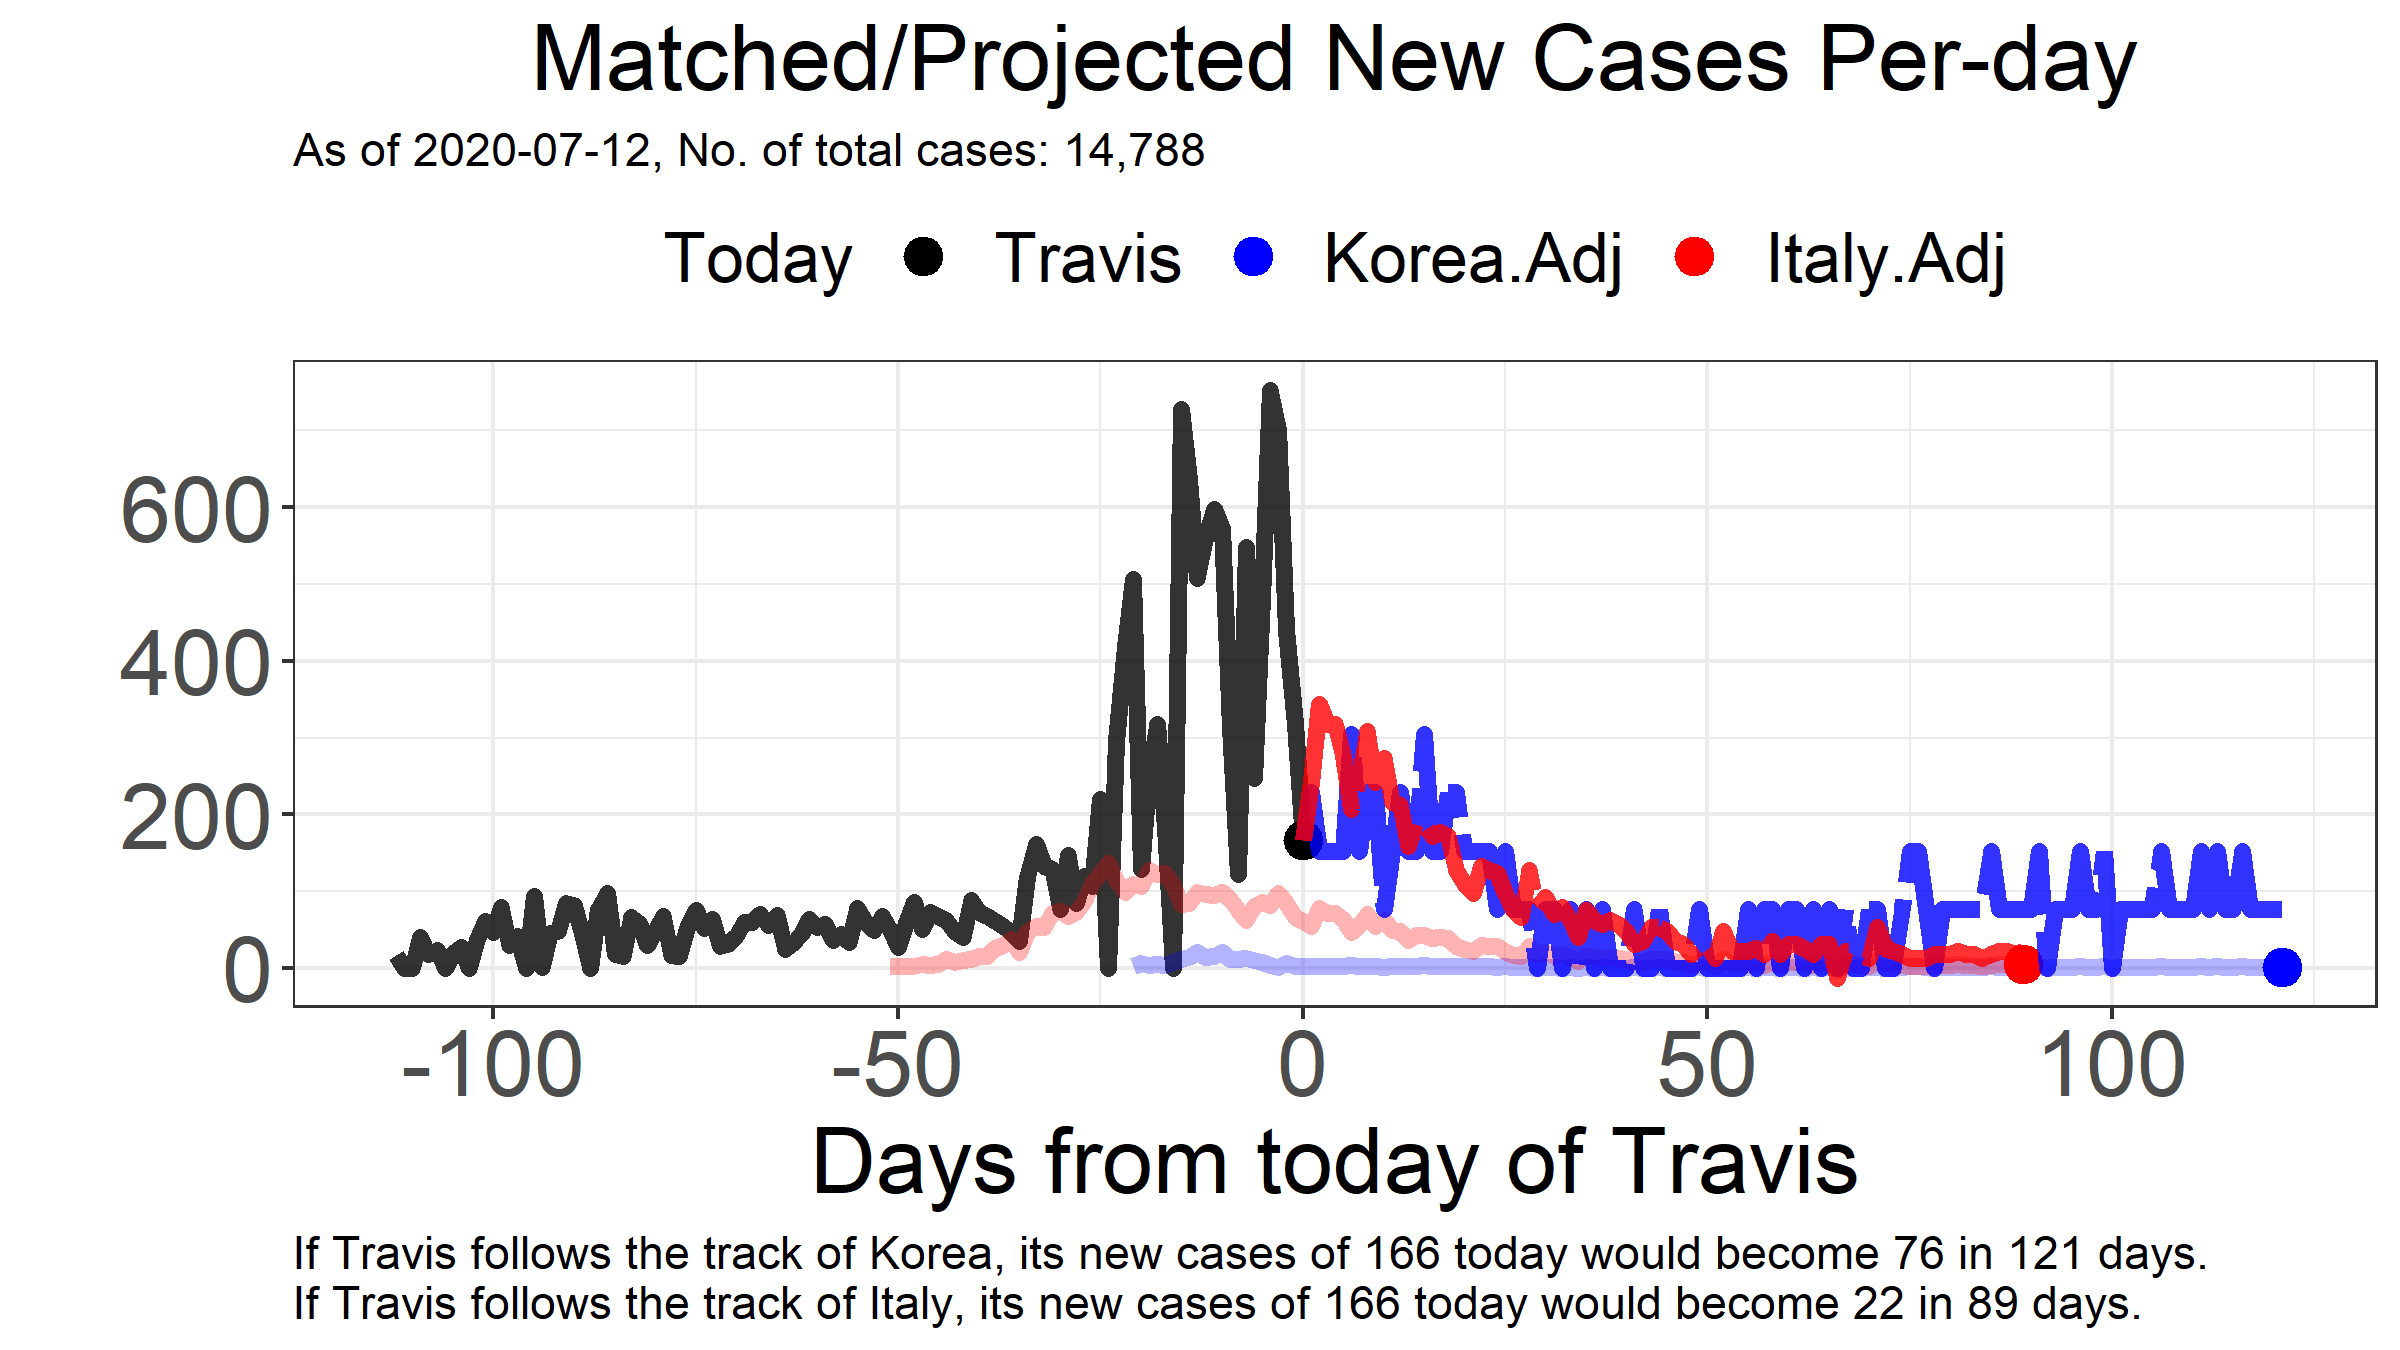 Matched/Projected New Cases Per-day
As of 2020-07-12, No. of total cases: 14,788
Today Travis Korea.Adj Italy.Adj
600
400
200
0
-100 -50 0 50 100
Days from today of Travis
If Travis follows the track of Korea, its new cases of 166 today would become 76 in 121 days.
If Travis follows the track of Italy, its new cases of 166 today would become 22 in 89 days.